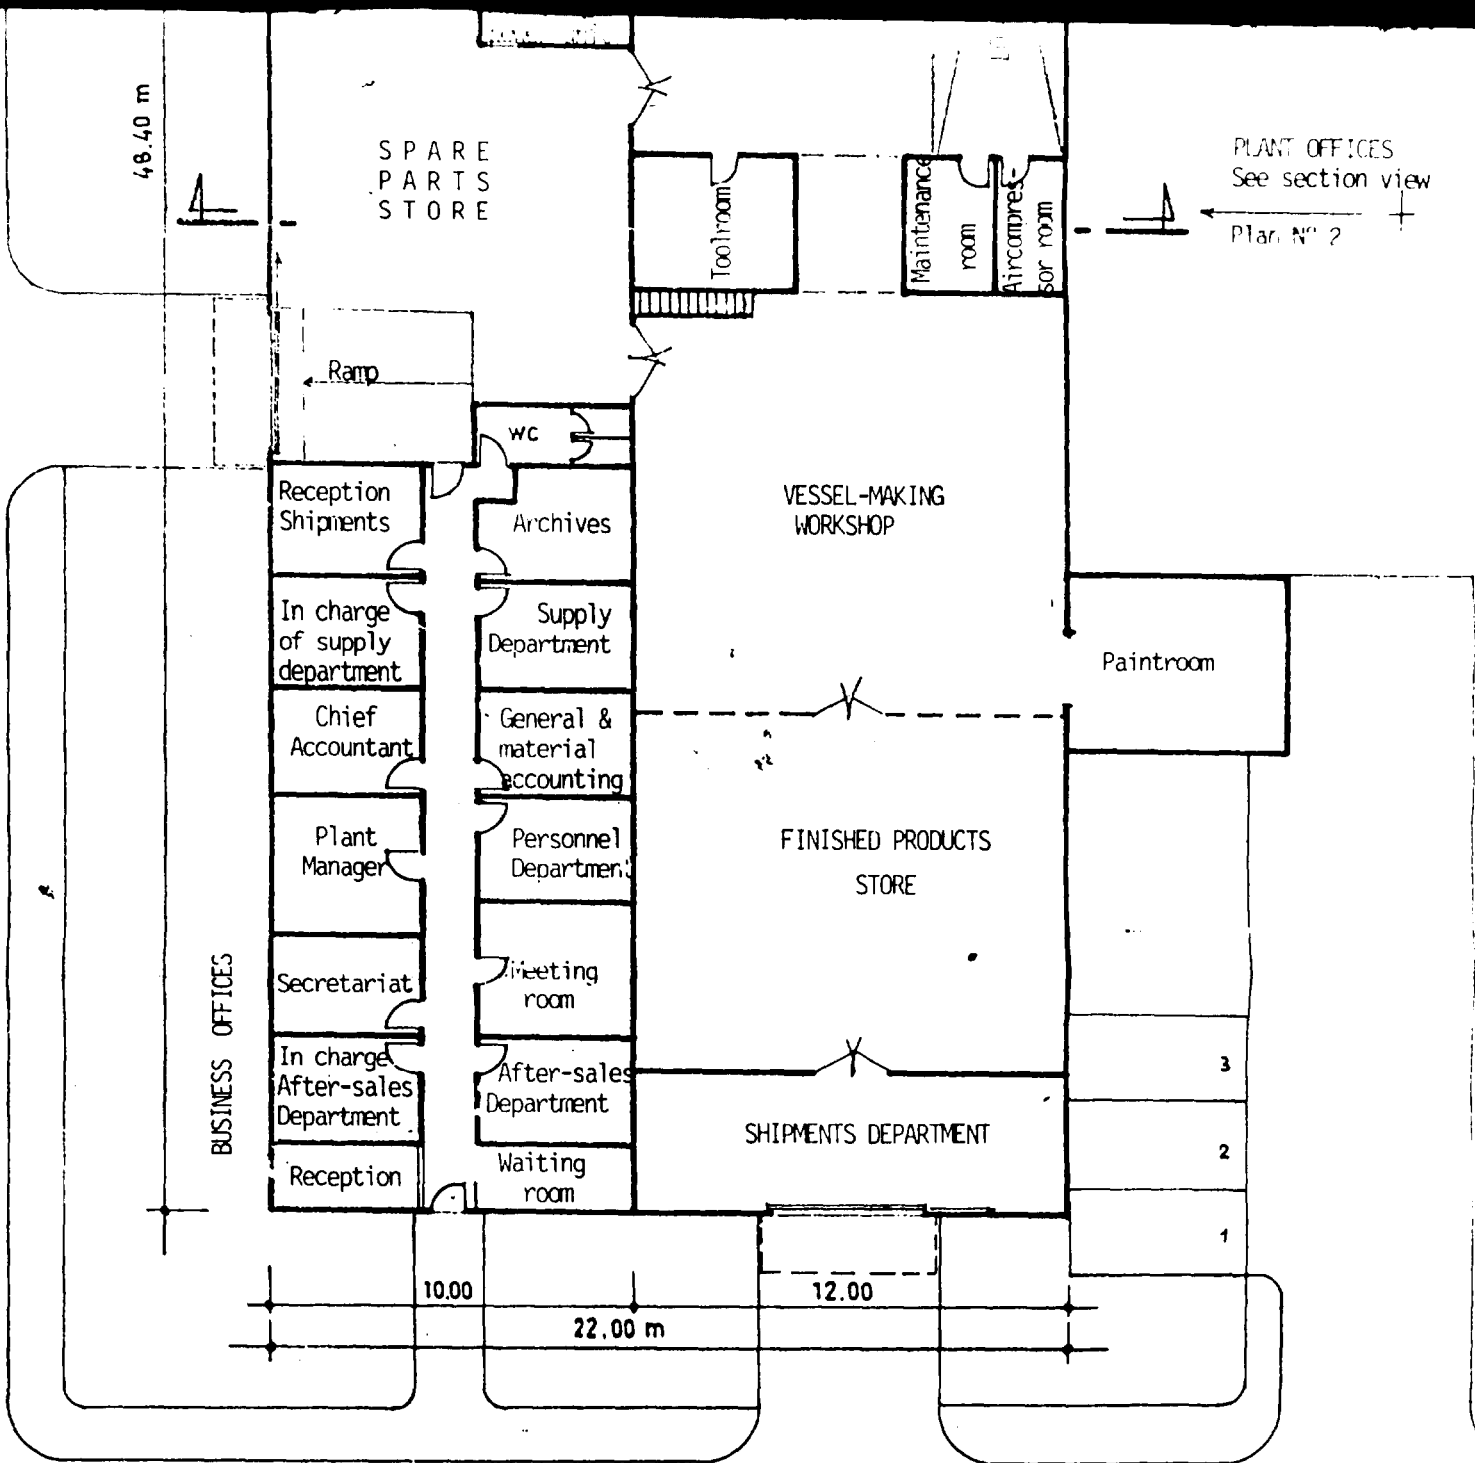 48.40 m
SPARE
PARTS
STORE
Toolroom
Maintenance
room
Aircompres-
sor room
PLANT OFFICES
See section view
Plan Nº 2
Ramp
WC
Reception
Shipments
Archives
VESSEL-MAKING
WORKSHOP
In charge
of supply
department
Supply
Department
Paintroom
Chief
Accountant
General &
material
accounting
Plant
Manager
Personnel
Department
FINISHED PRODUCTS
STORE
BUSINESS OFFICES
Secretariat
Meeting
room
In charge
After-sales
Department
After-sales
Department
SHIPMENTS DEPARTMENT
Reception
Waiting
room
3
2
1
10.00
12.00
22.00 m